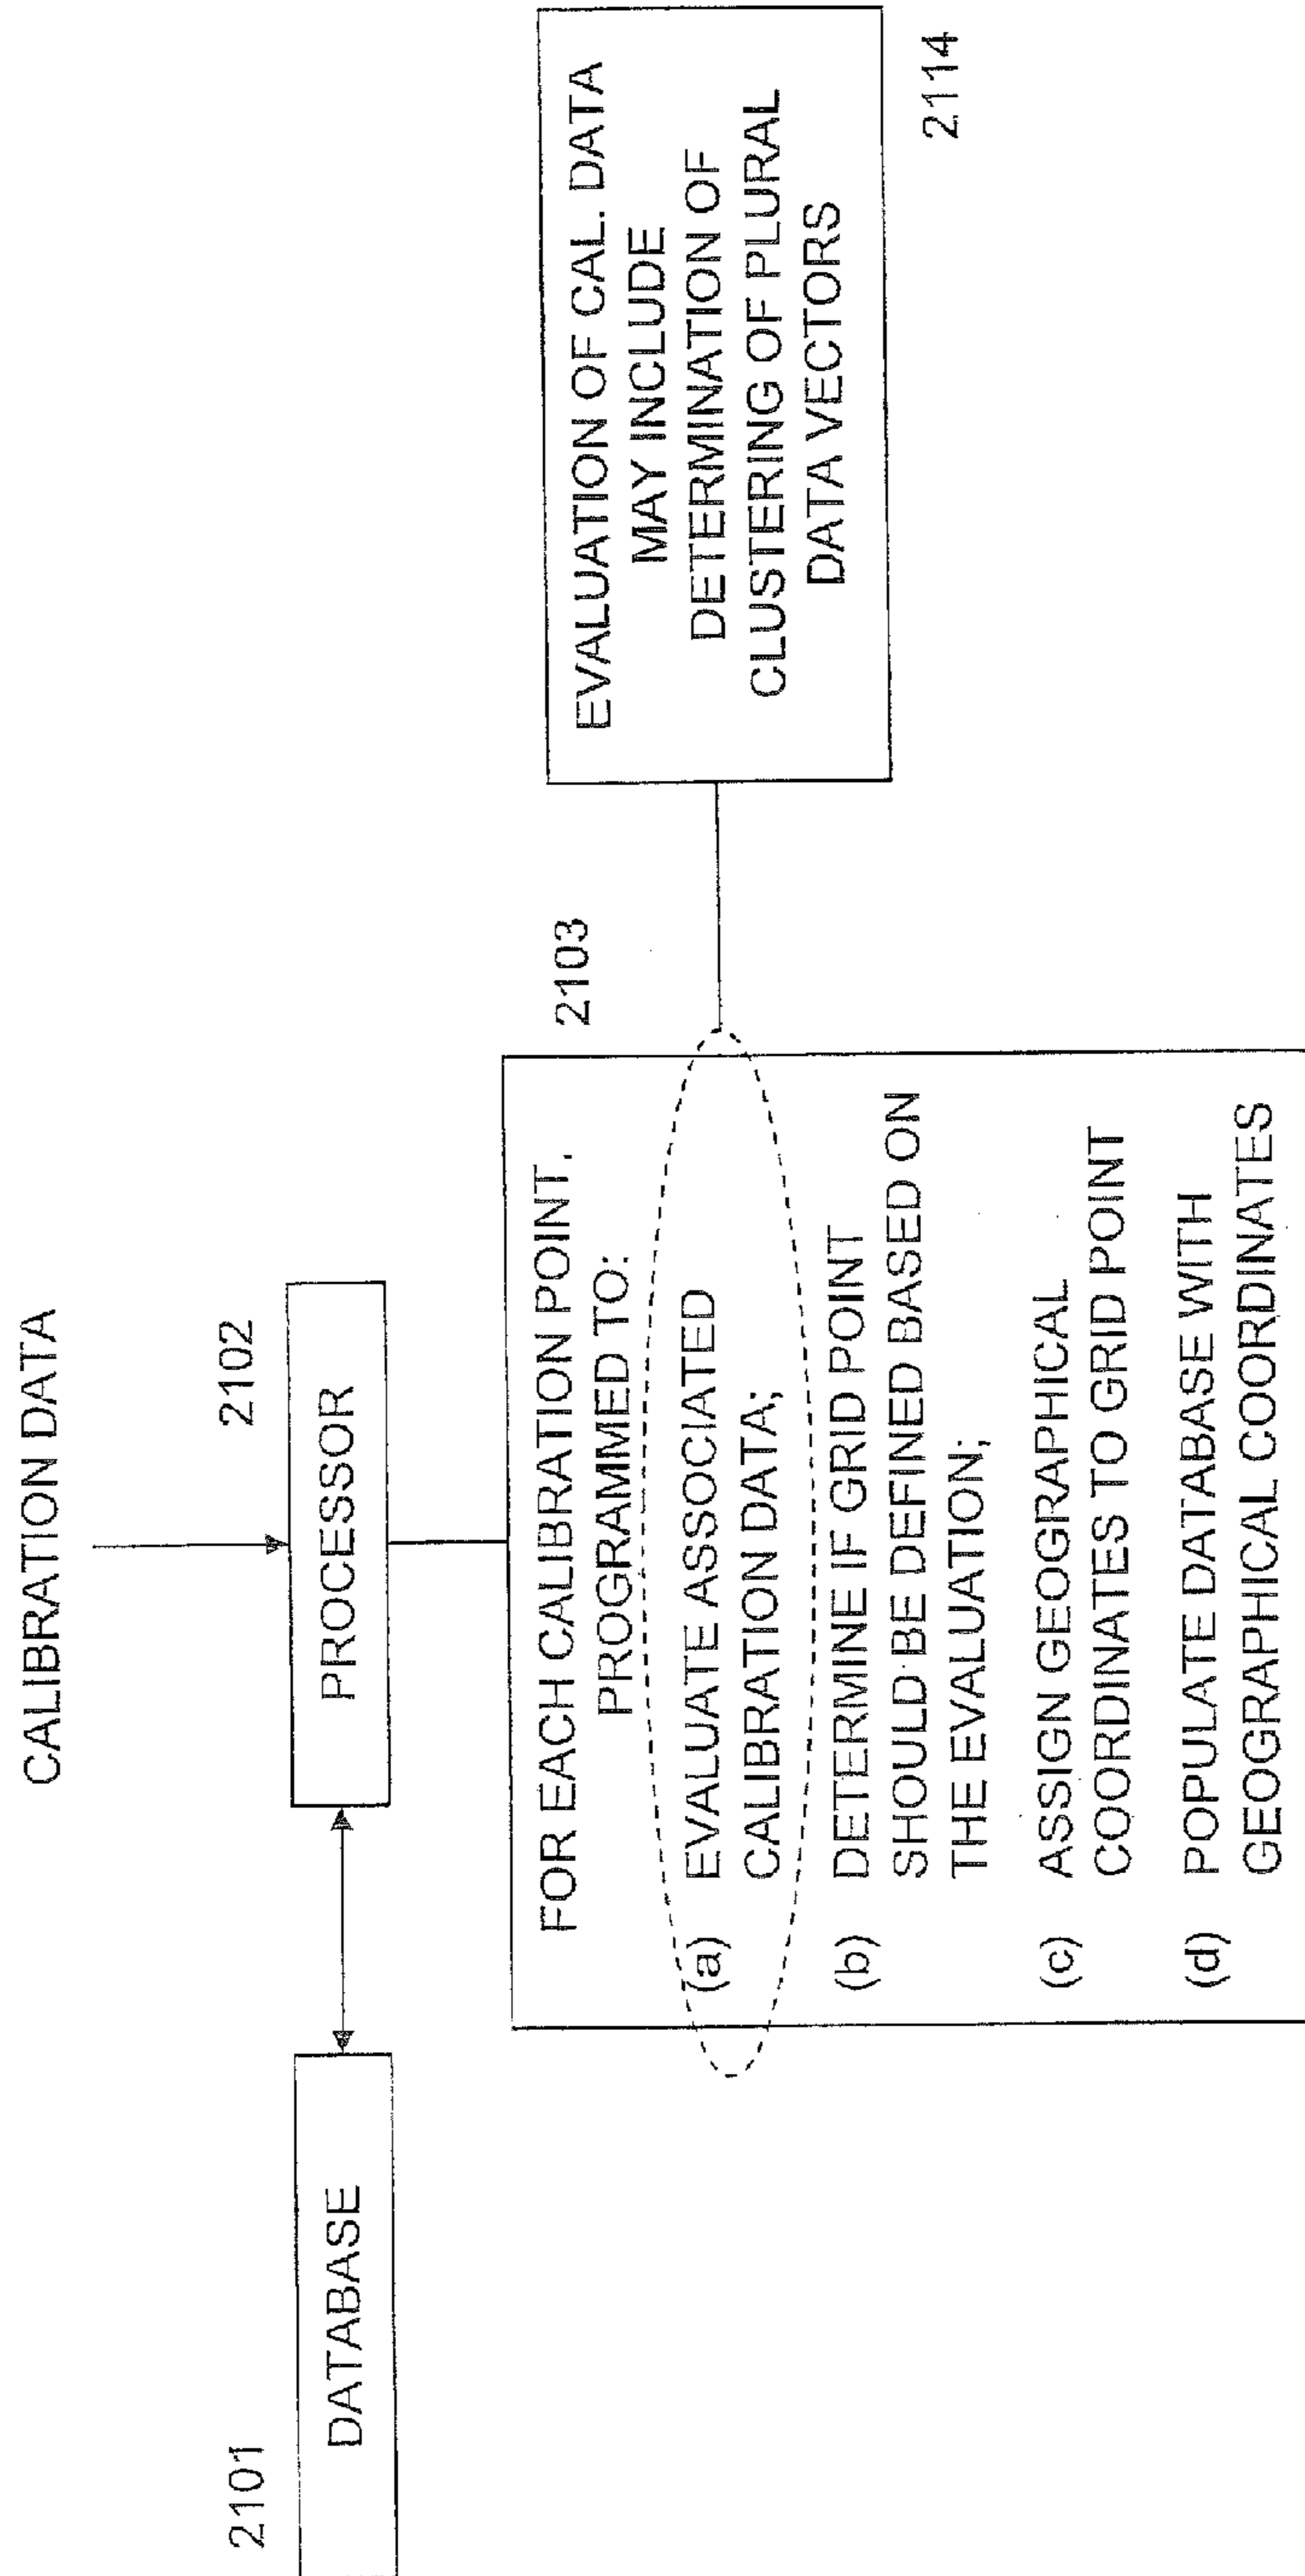 CALIBRATION DATA
2101
DATABASE
2102
PROCESSOR
2103
FOR EACH CALIBRATION POINT,
PROGRAMMED TO:
(a) EVALUATE ASSOCIATED
CALIBRATION DATA;
(b) DETERMINE IF GRID POINT
SHOULD BE DEFINED BASED ON
THE EVALUATION;
(c) ASSIGN GEOGRAPHICAL
COORDINATES TO GRID POINT
(d) POPULATE DATABASE WITH
GEOGRAPHICAL COORDINATES
EVALUATION OF CAL. DATA
MAY INCLUDE
DETERMINATION OF
CLUSTERING OF PLURAL
DATA VECTORS
2114